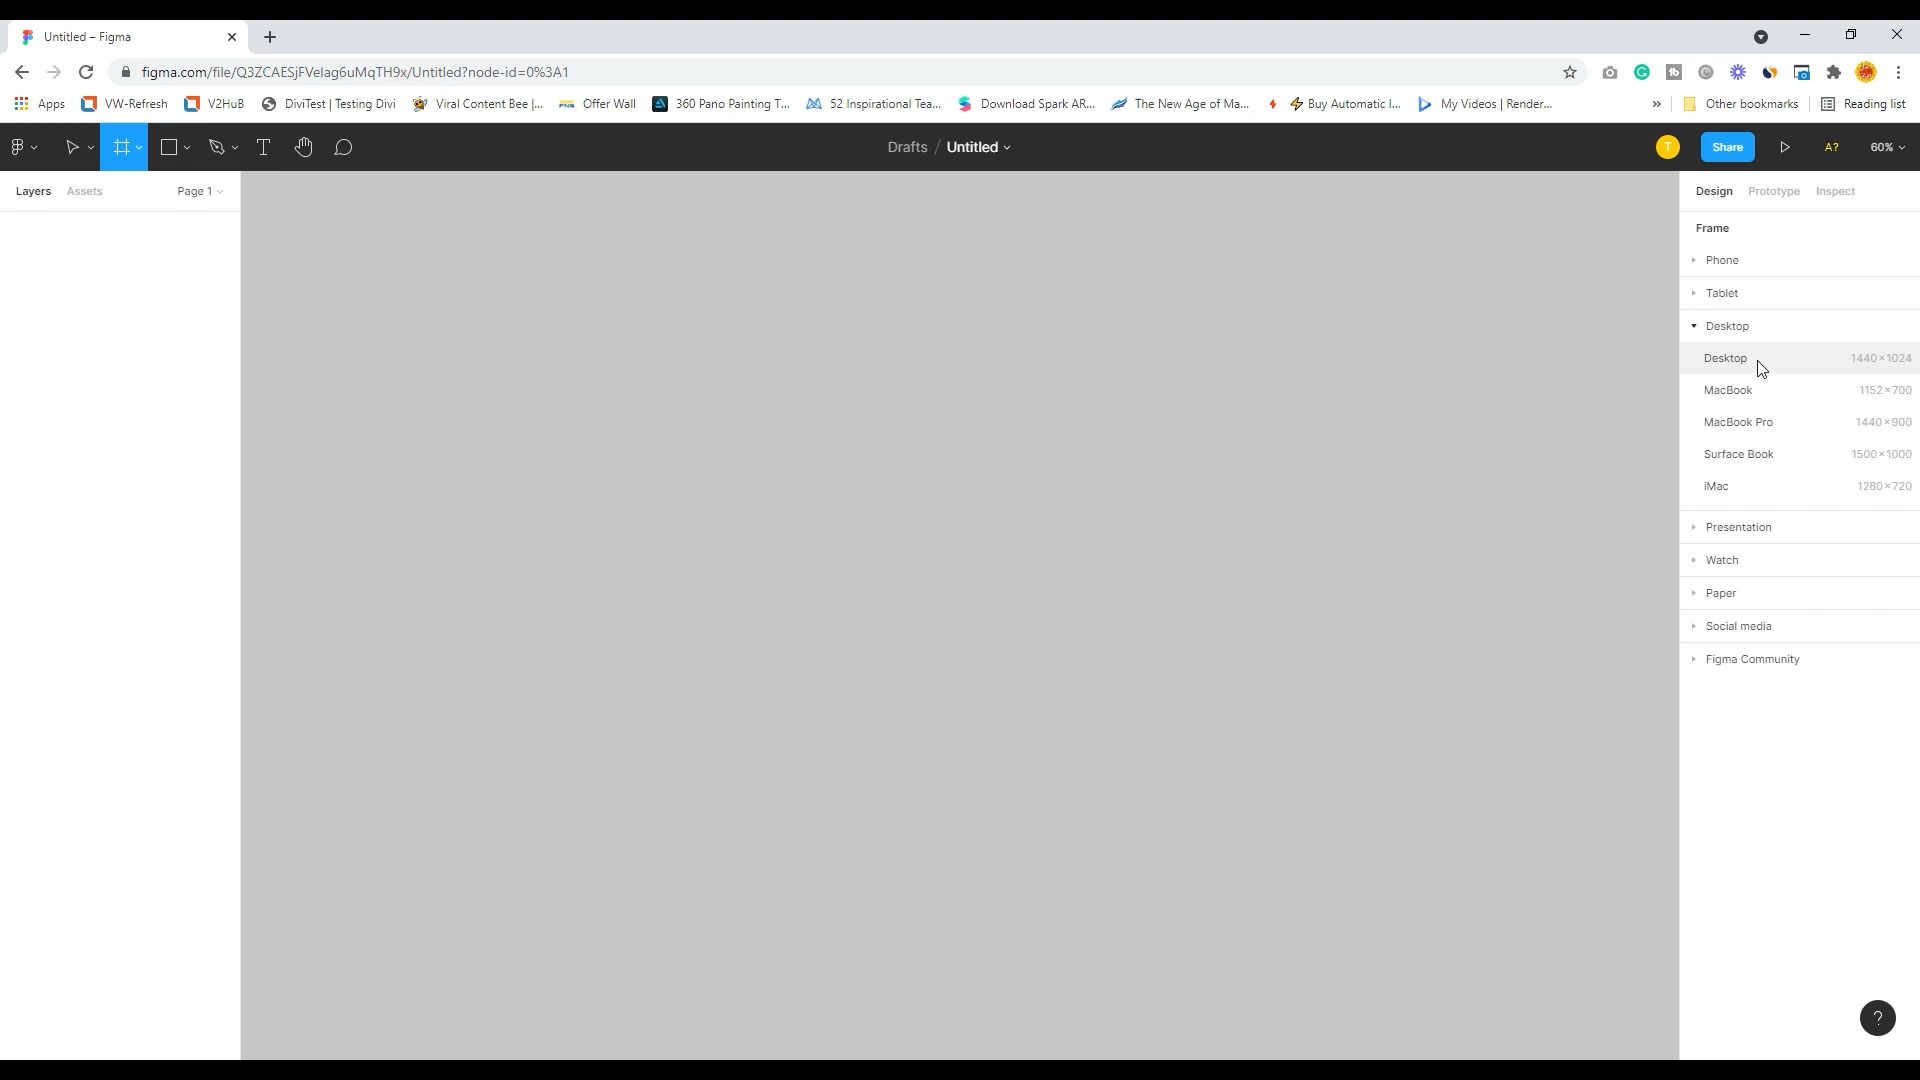 Untitled – Figma
figma.com/file/Q3ZCAESjFVelag6uMqTH9x/Untitled?node-id=0%3A1
Apps VW-Refresh V2HuB DiviTest | Testing Divi Viral Content Bee |... Offer Wall 360 Pano Painting T... 52 Inspirational Tea... Download Spark AR... The New Age of Ma... Buy Automatic I... My Videos | Render... » Other bookmarks Reading list
Drafts / Untitled T Share A? 60%
Layers Assets Page 1
Design Prototype Inspect
Frame
Phone
Tablet
Desktop
Desktop 1440×1024
MacBook 1152×700
MacBook Pro 1440×900
Surface Book 1500×1000
iMac 1280×720
Presentation
Watch
Paper
Social media
Figma Community
?